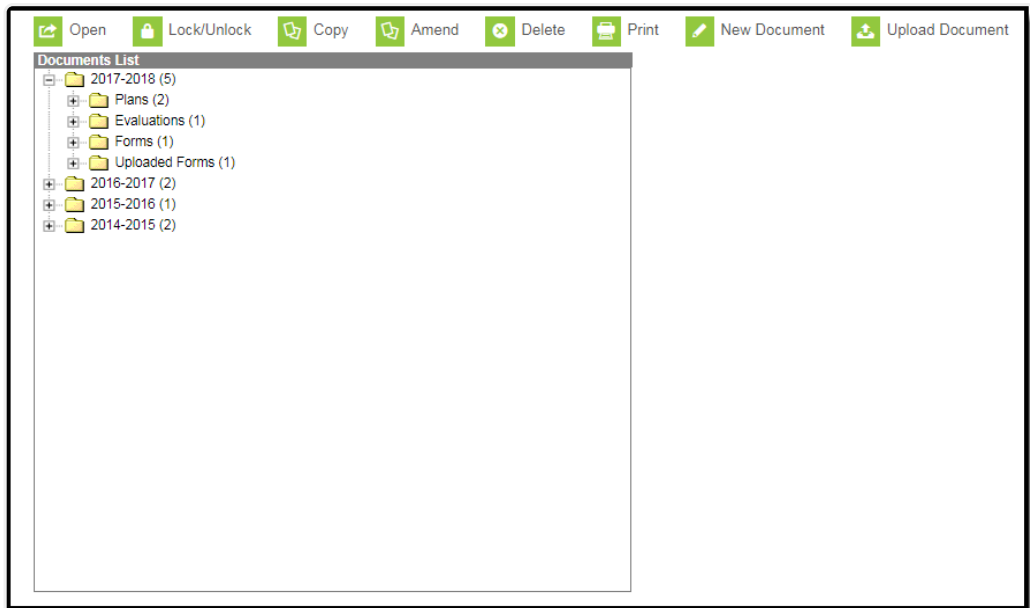 Open Lock/Unlock Copy Amend Delete Print New Document Upload Document
Documents List
2017-2018 (5)
Plans (2)
Evaluations (1)
Forms (1)
Uploaded Forms (1)
2016-2017 (2)
2015-2016 (1)
2014-2015 (2)